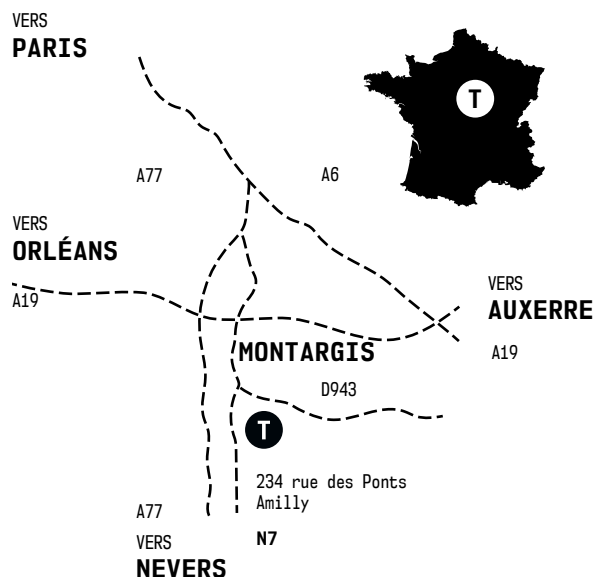 VERS
PARIS
T
A77
A6
VERS
ORLÉANS
A19
VERS
AUXERRE
A19
MONTARGIS
D943
T
234 rue des Ponts
Amilly
A77
N7
VERS
NEVERS